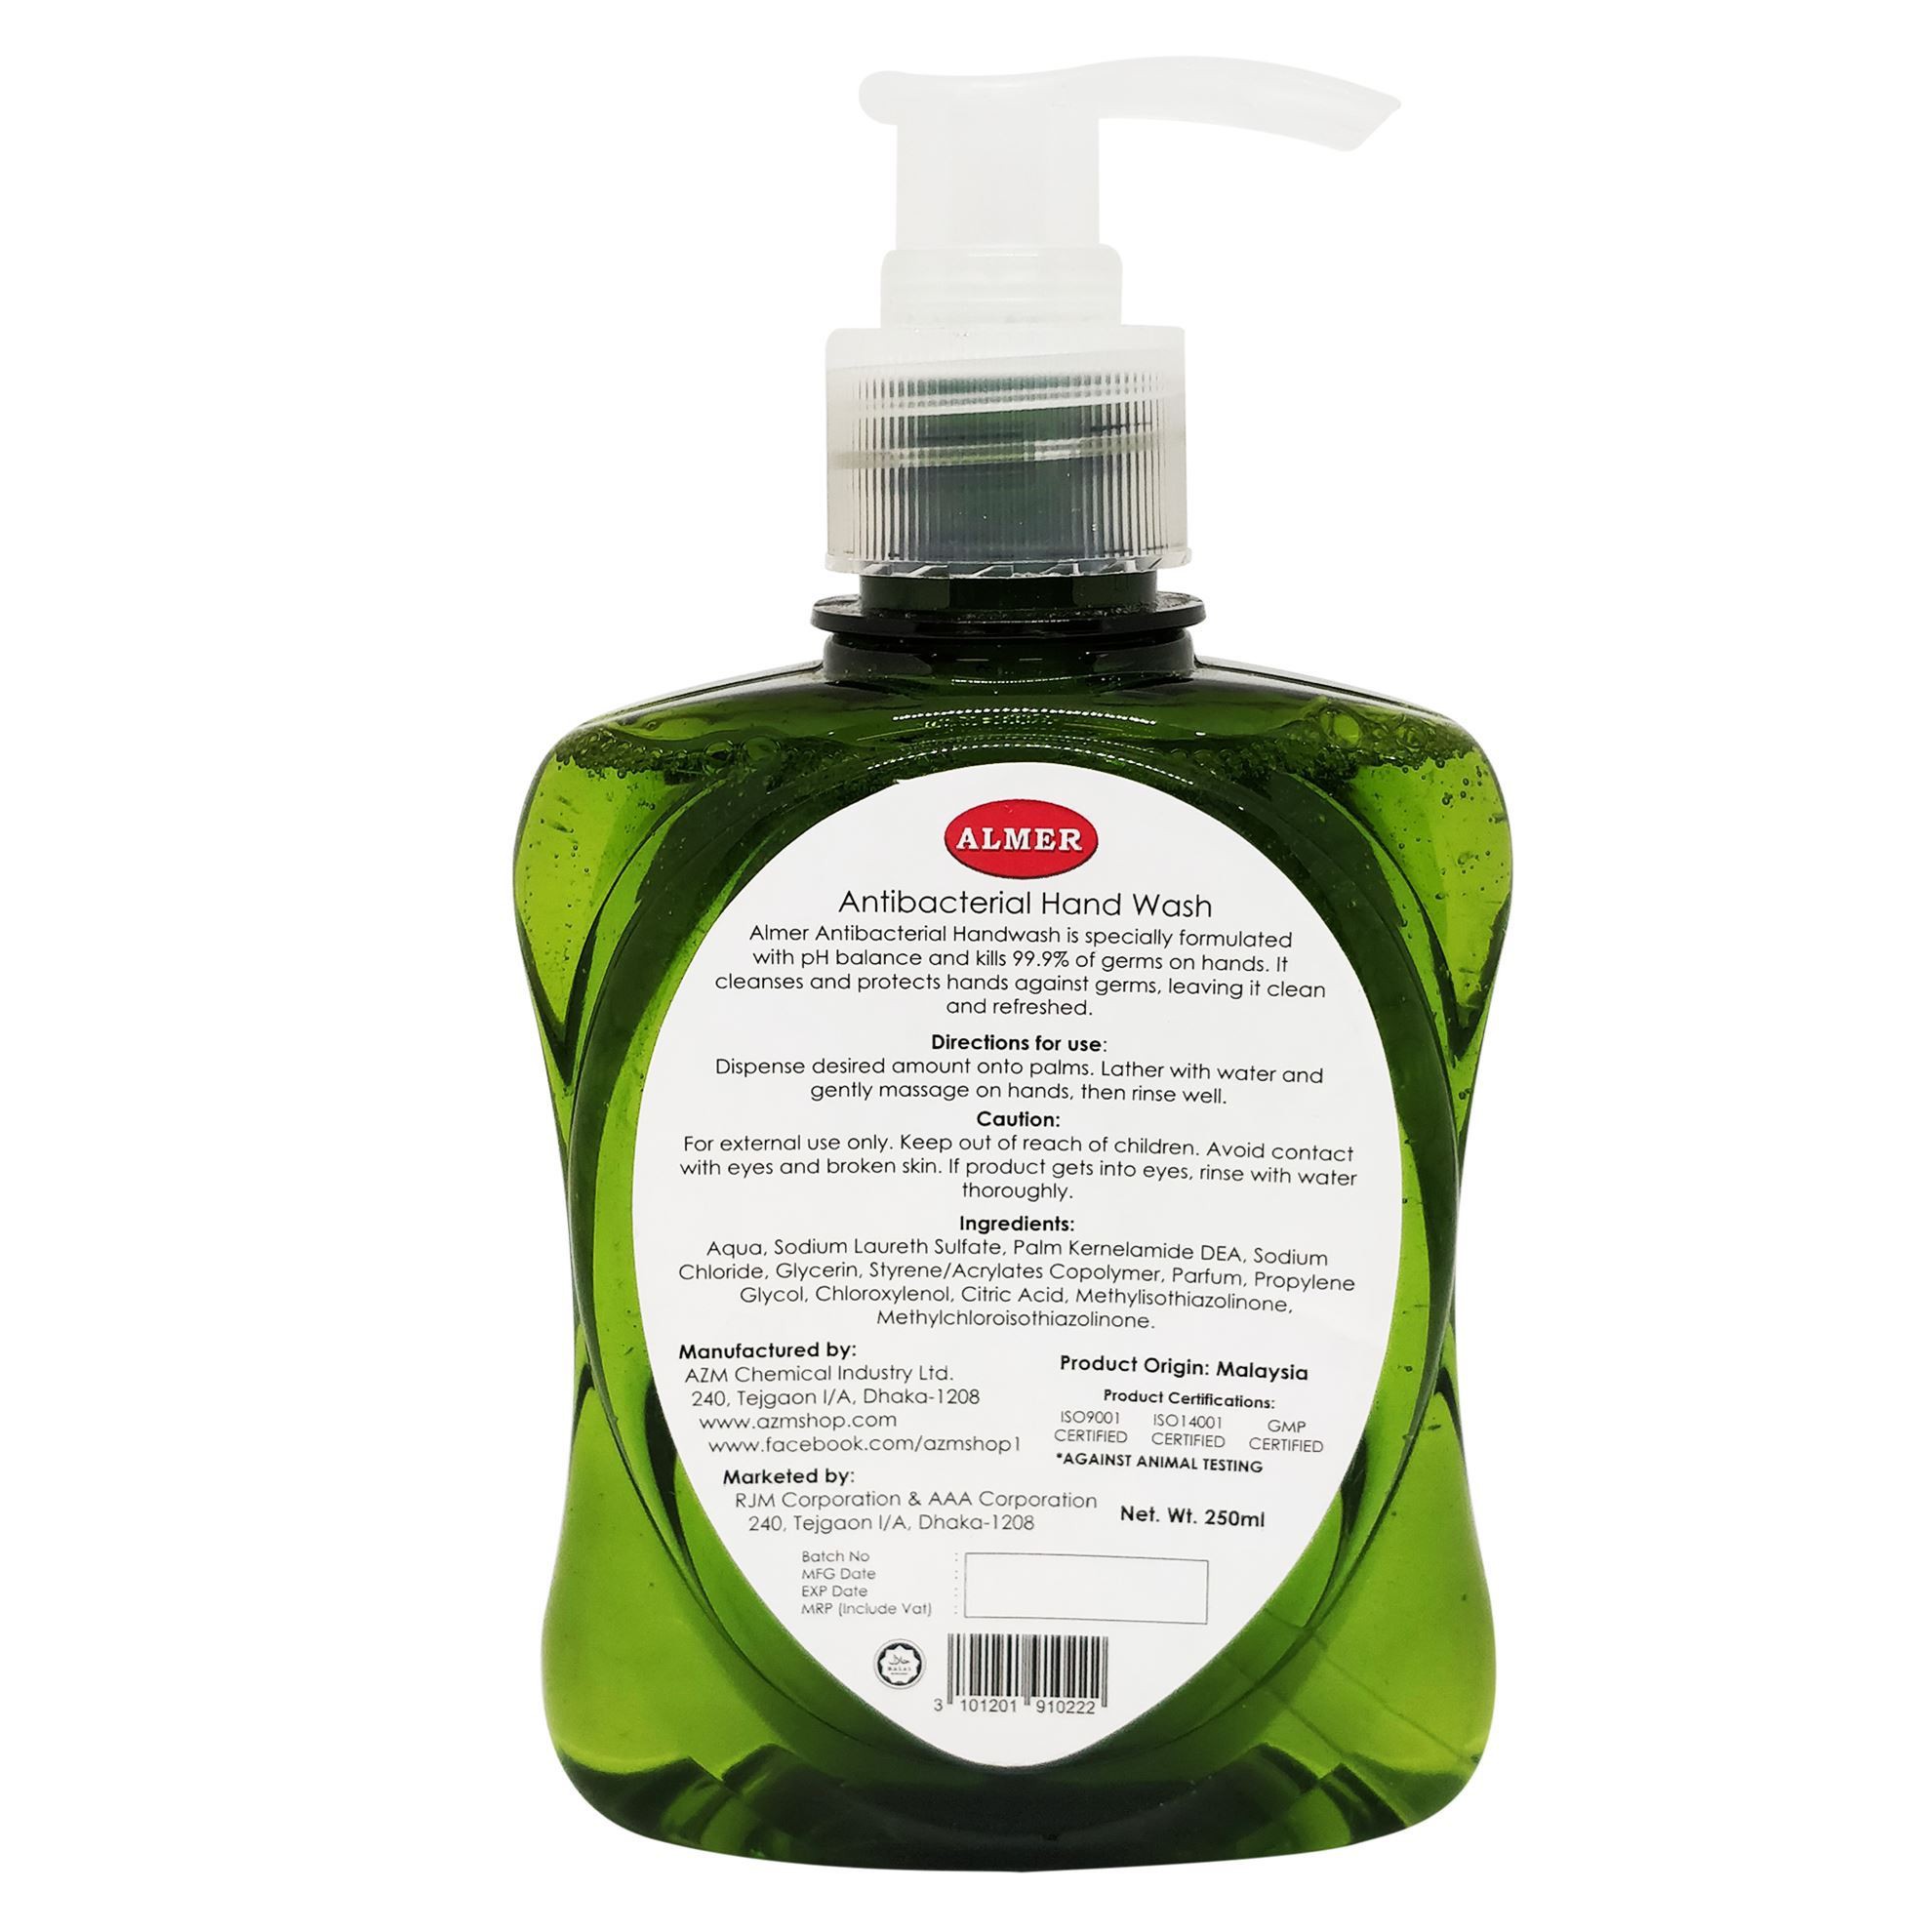 ALMER
Antibacterial Hand Wash
Almer Antibacterial Handwash is specially formulated
with pH balance and kills 99.9% of germs on hands. It
cleanses and protects hands against germs, leaving it clean
and refreshed.
Directions for use:
Dispense desired amount onto palms. Lather with water and
gently massage on hands, then rinse well.
Caution:
For external use only. Keep out of reach of children. Avoid contact
with eyes and broken skin. If product gets into eyes, rinse with water
thoroughly.
Ingredients:
Aqua, Sodium Laureth Sulfate, Palm Kernelamide DEA, Sodium
Chloride, Glycerin, Styrene/Acrylates Copolymer, Parfum, Propylene
Glycol, Chloroxylenol, Citric Acid, Methylisothiazolinone,
Methylchloroisothiazolinone.
Manufactured by:
AZM Chemical Industry Ltd.
240, Tejgaon I/A, Dhaka-1208
www.azmshop.com
www.facebook.com/azmshop1
Product Origin: Malaysia
Product Certifications:
ISO9001 ISO14001 GMP
CERTIFIED CERTIFIED CERTIFIED
*AGAINST ANIMAL TESTING
Marketed by:
RJM Corporation & AAA Corporation
240, Tejgaon I/A, Dhaka-1208
Net. Wt. 250ml
Batch No :
MFG Date :
EXP Date :
MRP (Include Vat) :
حلال
HALAL
3 101201 910222